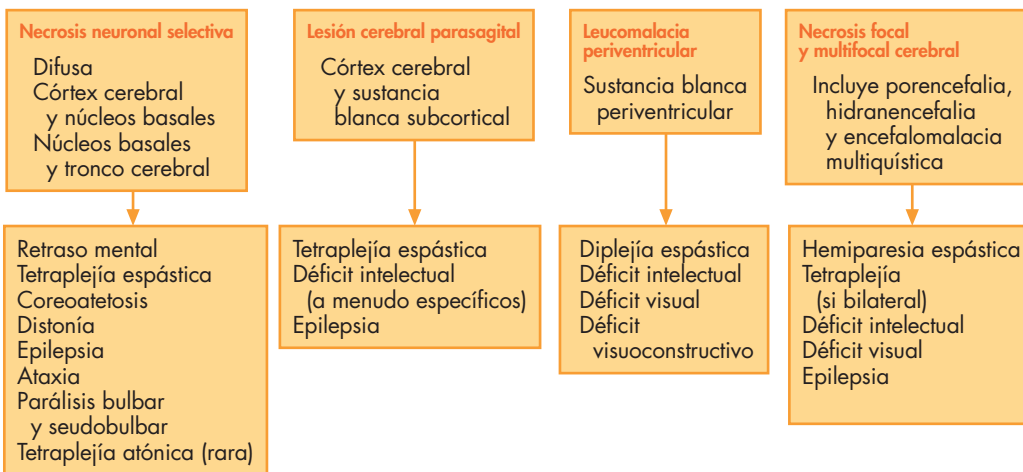 Necrosis neuronal selectiva
Difusa
Córtex cerebral
y núcleos basales
Núcleos basales
y tronco cerebral
Retraso mental
Tetraplejía espástica
Coreoatetosis
Distonía
Epilepsia
Ataxia
Parálisis bulbar
y seudobulbar
Tetraplejía atónica (rara)
Lesión cerebral parasagital
Córtex cerebral
y sustancia
blanca subcortical
Tetraplejía espástica
Déficit intelectual
(a menudo específicos)
Epilepsia
Leucomalacia
periventricular
Sustancia blanca
periventricular
Diplejía espástica
Déficit intelectual
Déficit visual
Déficit
visuoconstructivo
Necrosis focal
y multifocal cerebral
Incluye porencefalia,
hidranencefalia
y encefalomalacia
multiquística
Hemiparesia espástica
Tetraplejía
(si bilateral)
Déficit intelectual
Déficit visual
Epilepsia